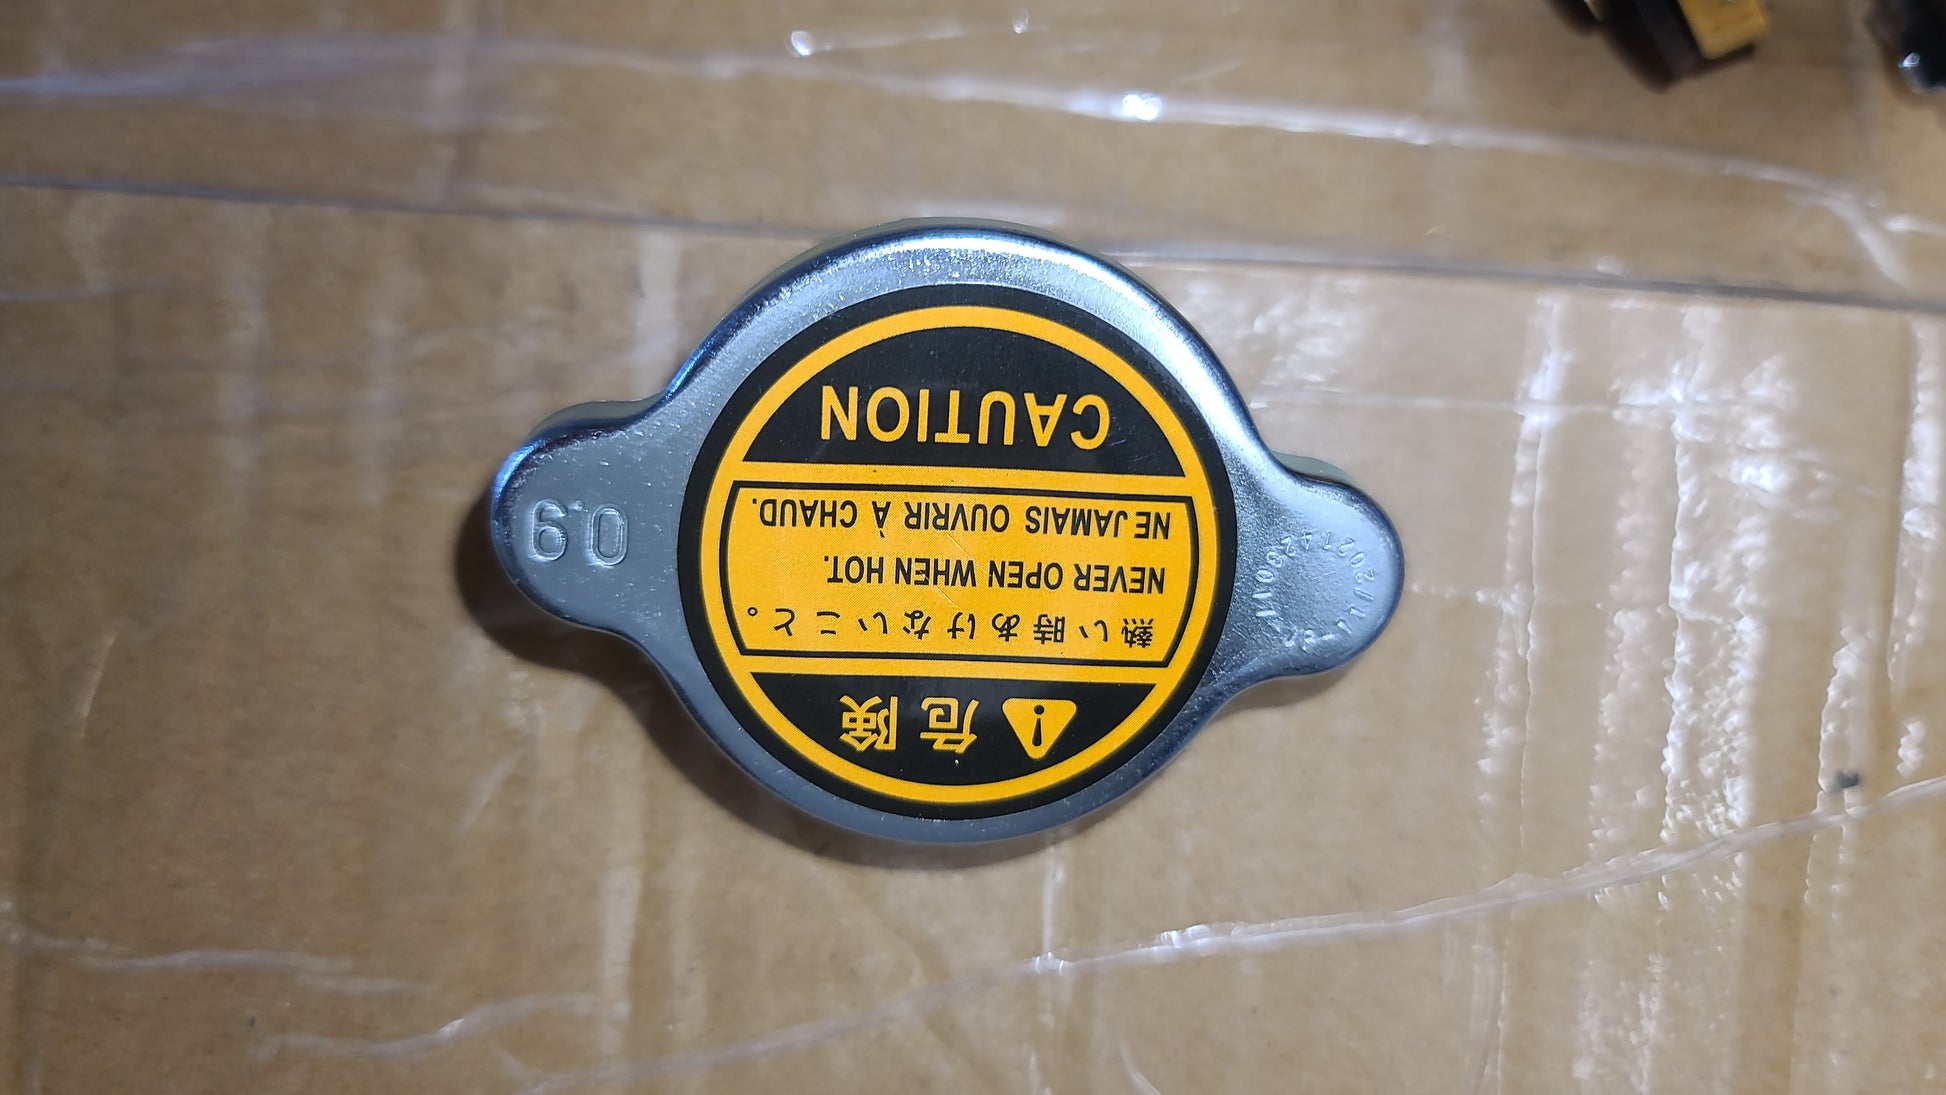 危険
熱い時あけないこと。
NEVER OPEN WHEN HOT.
NE JAMAIS OUVRIR À CHAUD.
CAUTION
0.9